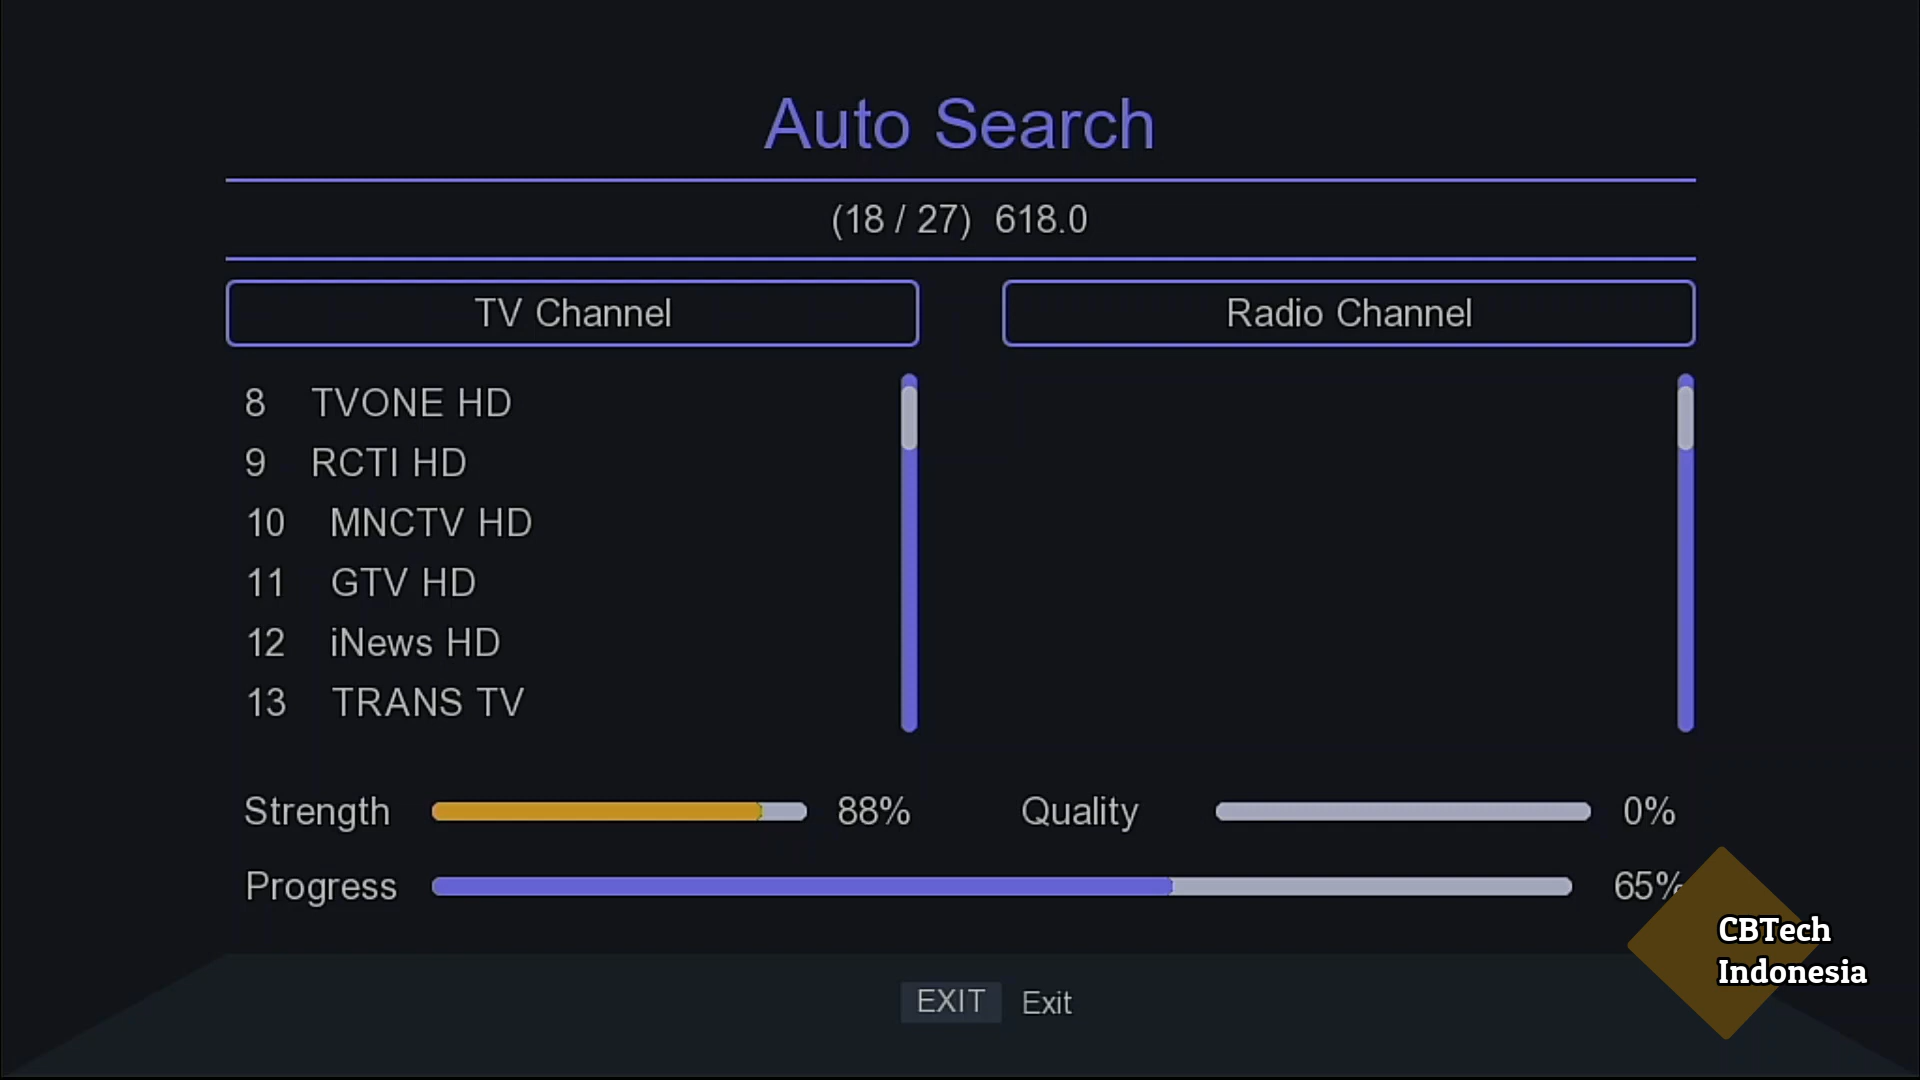 Auto Search
(18 / 27) 618.0
TV Channel
Radio Channel
8 TVONE HD
9 RCTI HD
10 MNCTV HD
11 GTV HD
12 iNews HD
13 TRANS TV
Strength 88% Quality 0%
Progress 65%
CBTech
Indonesia
EXIT Exit